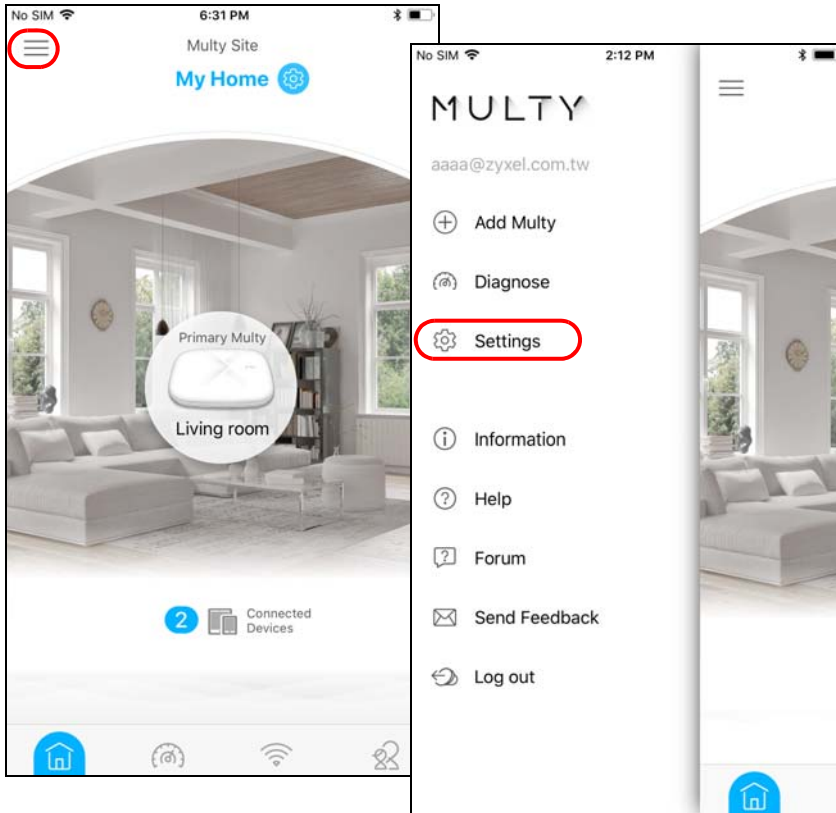 No SIM 6:31 PM
Multy Site
My Home
Primary Multy
Living room
2 Connected
Devices
No SIM 2:12 PM
MULTY
aaaa@zyxel.com.tw
Add Multy
Diagnose
Settings
Information
Help
Forum
Send Feedback
Log out